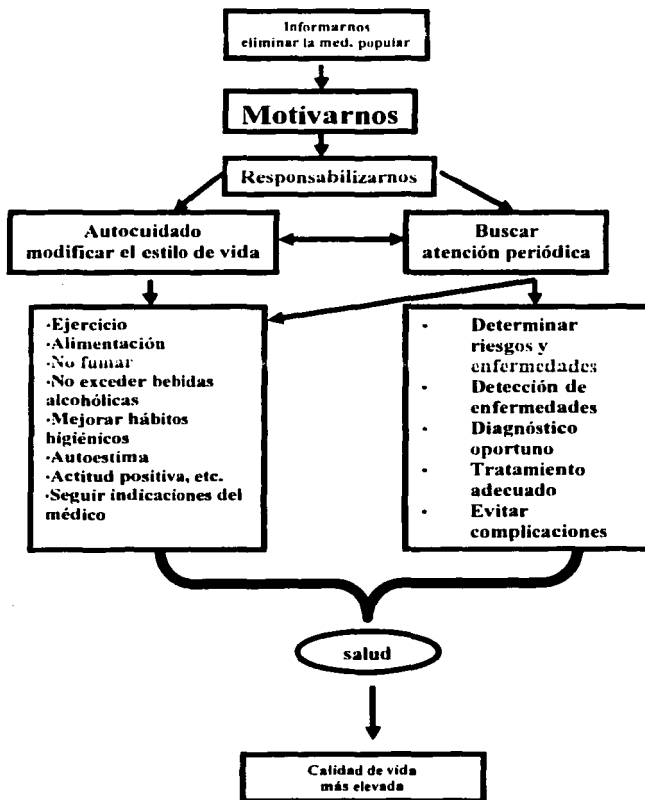 Informarnos
eliminar la med. popular
Motivarnos
Responsabilizarnos
Autocuidado
modificar el estilo de vida
Buscar
atención periódica
·Ejercicio
·Alimentación
·No fumar
·No exceder bebidas
alcohólicas
·Mejorar hábitos
higiénicos
·Autoestima
·Actitud positiva, etc.
·Seguir indicaciones del
médico
· Determinar
riesgos y
enfermedades
· Detección de
enfermedades
· Diagnóstico
oportuno
· Tratamiento
adecuado
· Evitar
complicaciones
salud
Calidad de vida
más elevada